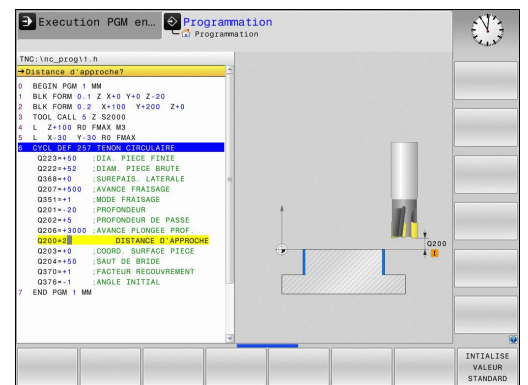 Execution PGM en... Programmation
Programmation
TNC:\nc_prog\1.h
→Distance d'approche?
0 BEGIN PGM 1 MM
1 BLK FORM 0.1 Z X+0 Y+0 Z-20
2 BLK FORM 0.2 X+100 Y+200 Z+0
3 TOOL CALL 5 Z S2000
4 L Z+100 R0 FMAX M3
5 L X-30 Y-30 R0 FMAX
6 CYCL DEF 257 TENON CIRCULAIRE
Q223=+50 ;DIA. PIECE FINIE
Q222=+52 ;DIAM. PIECE BRUTE
Q368=+0 ;SUREPAIS. LATERALE
Q207=+500 ;AVANCE FRAISAGE
Q351=+1 ;MODE FRAISAGE
Q201=-20 ;PROFONDEUR
Q202=+5 ;PROFONDEUR DE PASSE
Q206=+3000 ;AVANCE PLONGEE PROF.
Q200=2 DISTANCE D'APPROCHE
Q203=+0 ;COORD. SURFACE PIECE
Q204=+50 ;SAUT DE BRIDE
Q370=+1 ;FACTEUR RECOUVREMENT
Q376=-1 ;ANGLE INITIAL
7 END PGM 1 MM
Q200
I
INTIALISE
VALEUR
STANDARD